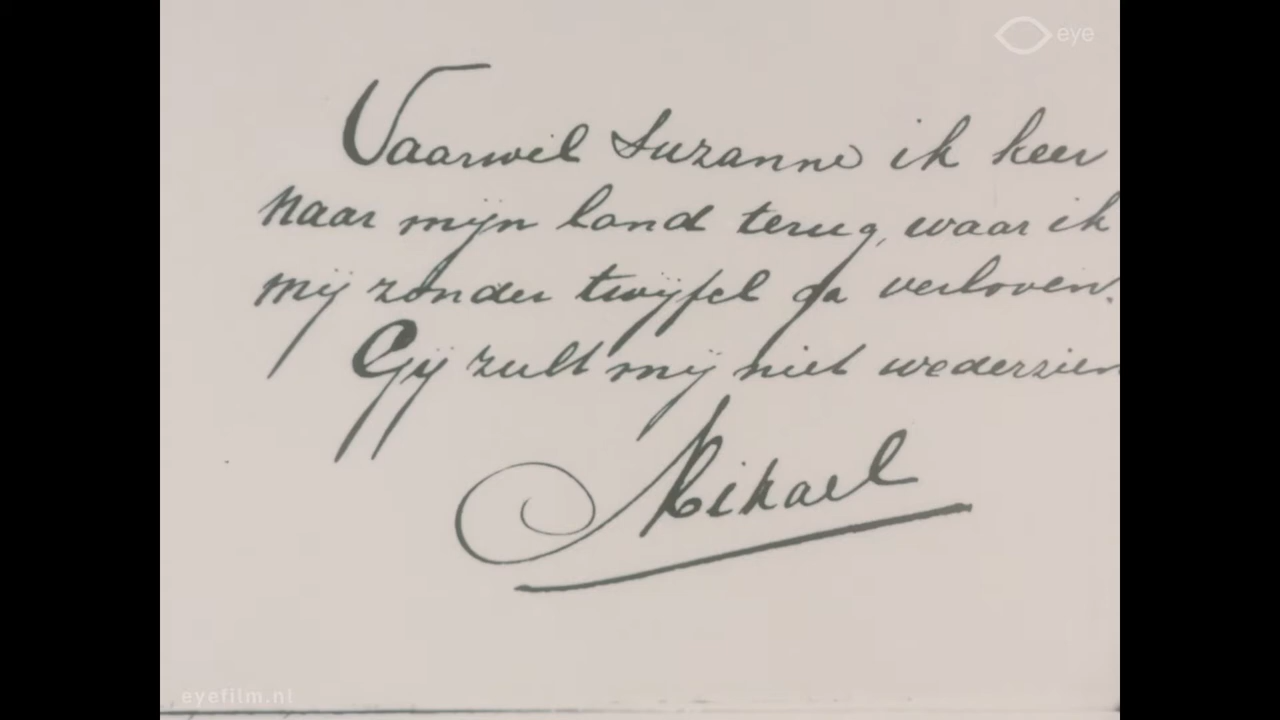 eye
Vaarwel Suzanne ik keer
naar mijn land terug, waar ik
mij zonder twijfel ga verloven.
Gij zult mij niet wederzien
Mikael
eyefilm.nl